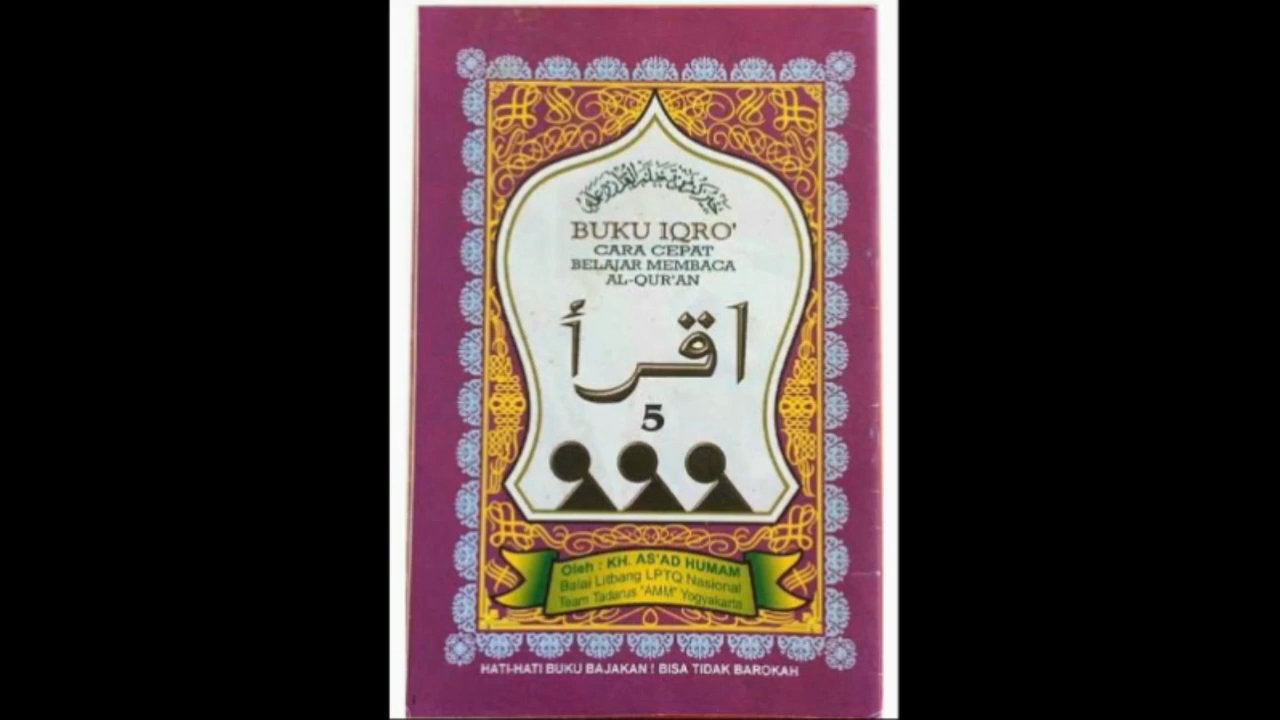 BUKU IQRO'
CARA CEPAT
BELAJAR MEMBACA
AL-QUR'AN
اقرأ
5
Oleh : KH. AS'AD HUMAM
Balai Litbang LPTQ Nasional
Team Tadarus "AMM" Yogyakarta
HATI-HATI BUKU BAJAKAN ! BISA TIDAK BAROKAH